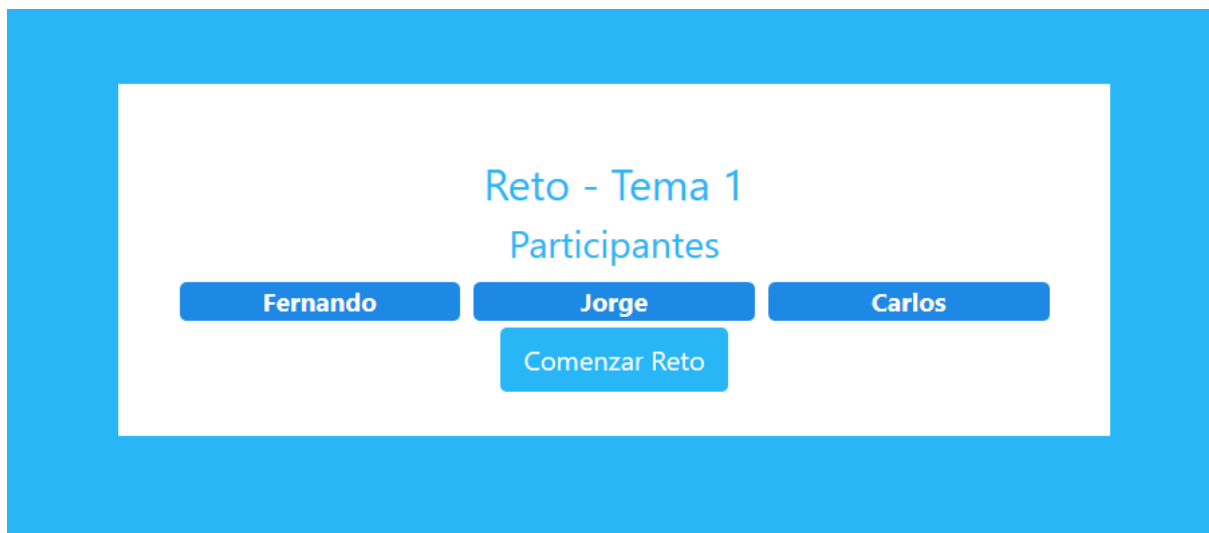 Reto - Tema 1
Participantes
Fernando Jorge Carlos
Comenzar Reto